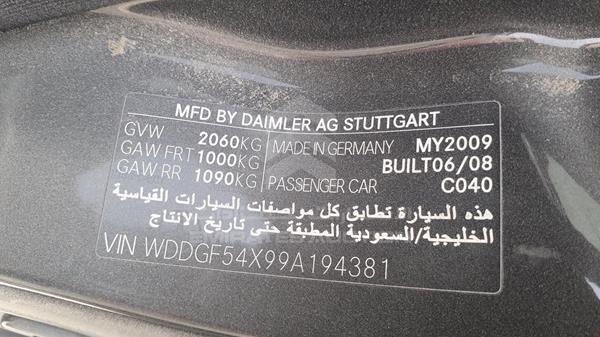 MFD BY DAIMLER AG STUTTGART
GVW 2060KG MADE IN GERMANY MY2009
GAW FRT 1000KG BUILT06/08
GAW RR 1090KG PASSENGER CAR C040
هذه السيارة تطابق كل مواصفات السيارات القياسية
الخليجية/السعودية المطبقة حتى تاريخ الانتاج
VIN WDDGF54X99A194381